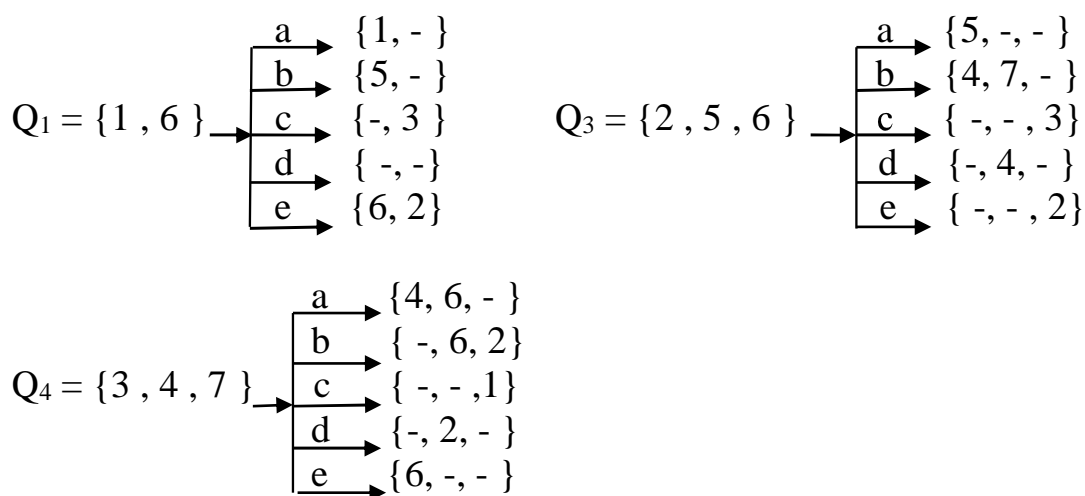 a {1, - }
b {5, - }
Q₁ = {1 , 6 } c {-, 3 }
d { -, -}
e {6, 2}
a {5, -, - }
b {4, 7, - }
Q₃ = {2 , 5 , 6 } c { -, - , 3}
d {-, 4, - }
e { -, - , 2}
a {4, 6, - }
b { -, 6, 2}
Q₄ = {3 , 4 , 7 } c { -, - ,1}
d {-, 2, - }
e {6, -, - }